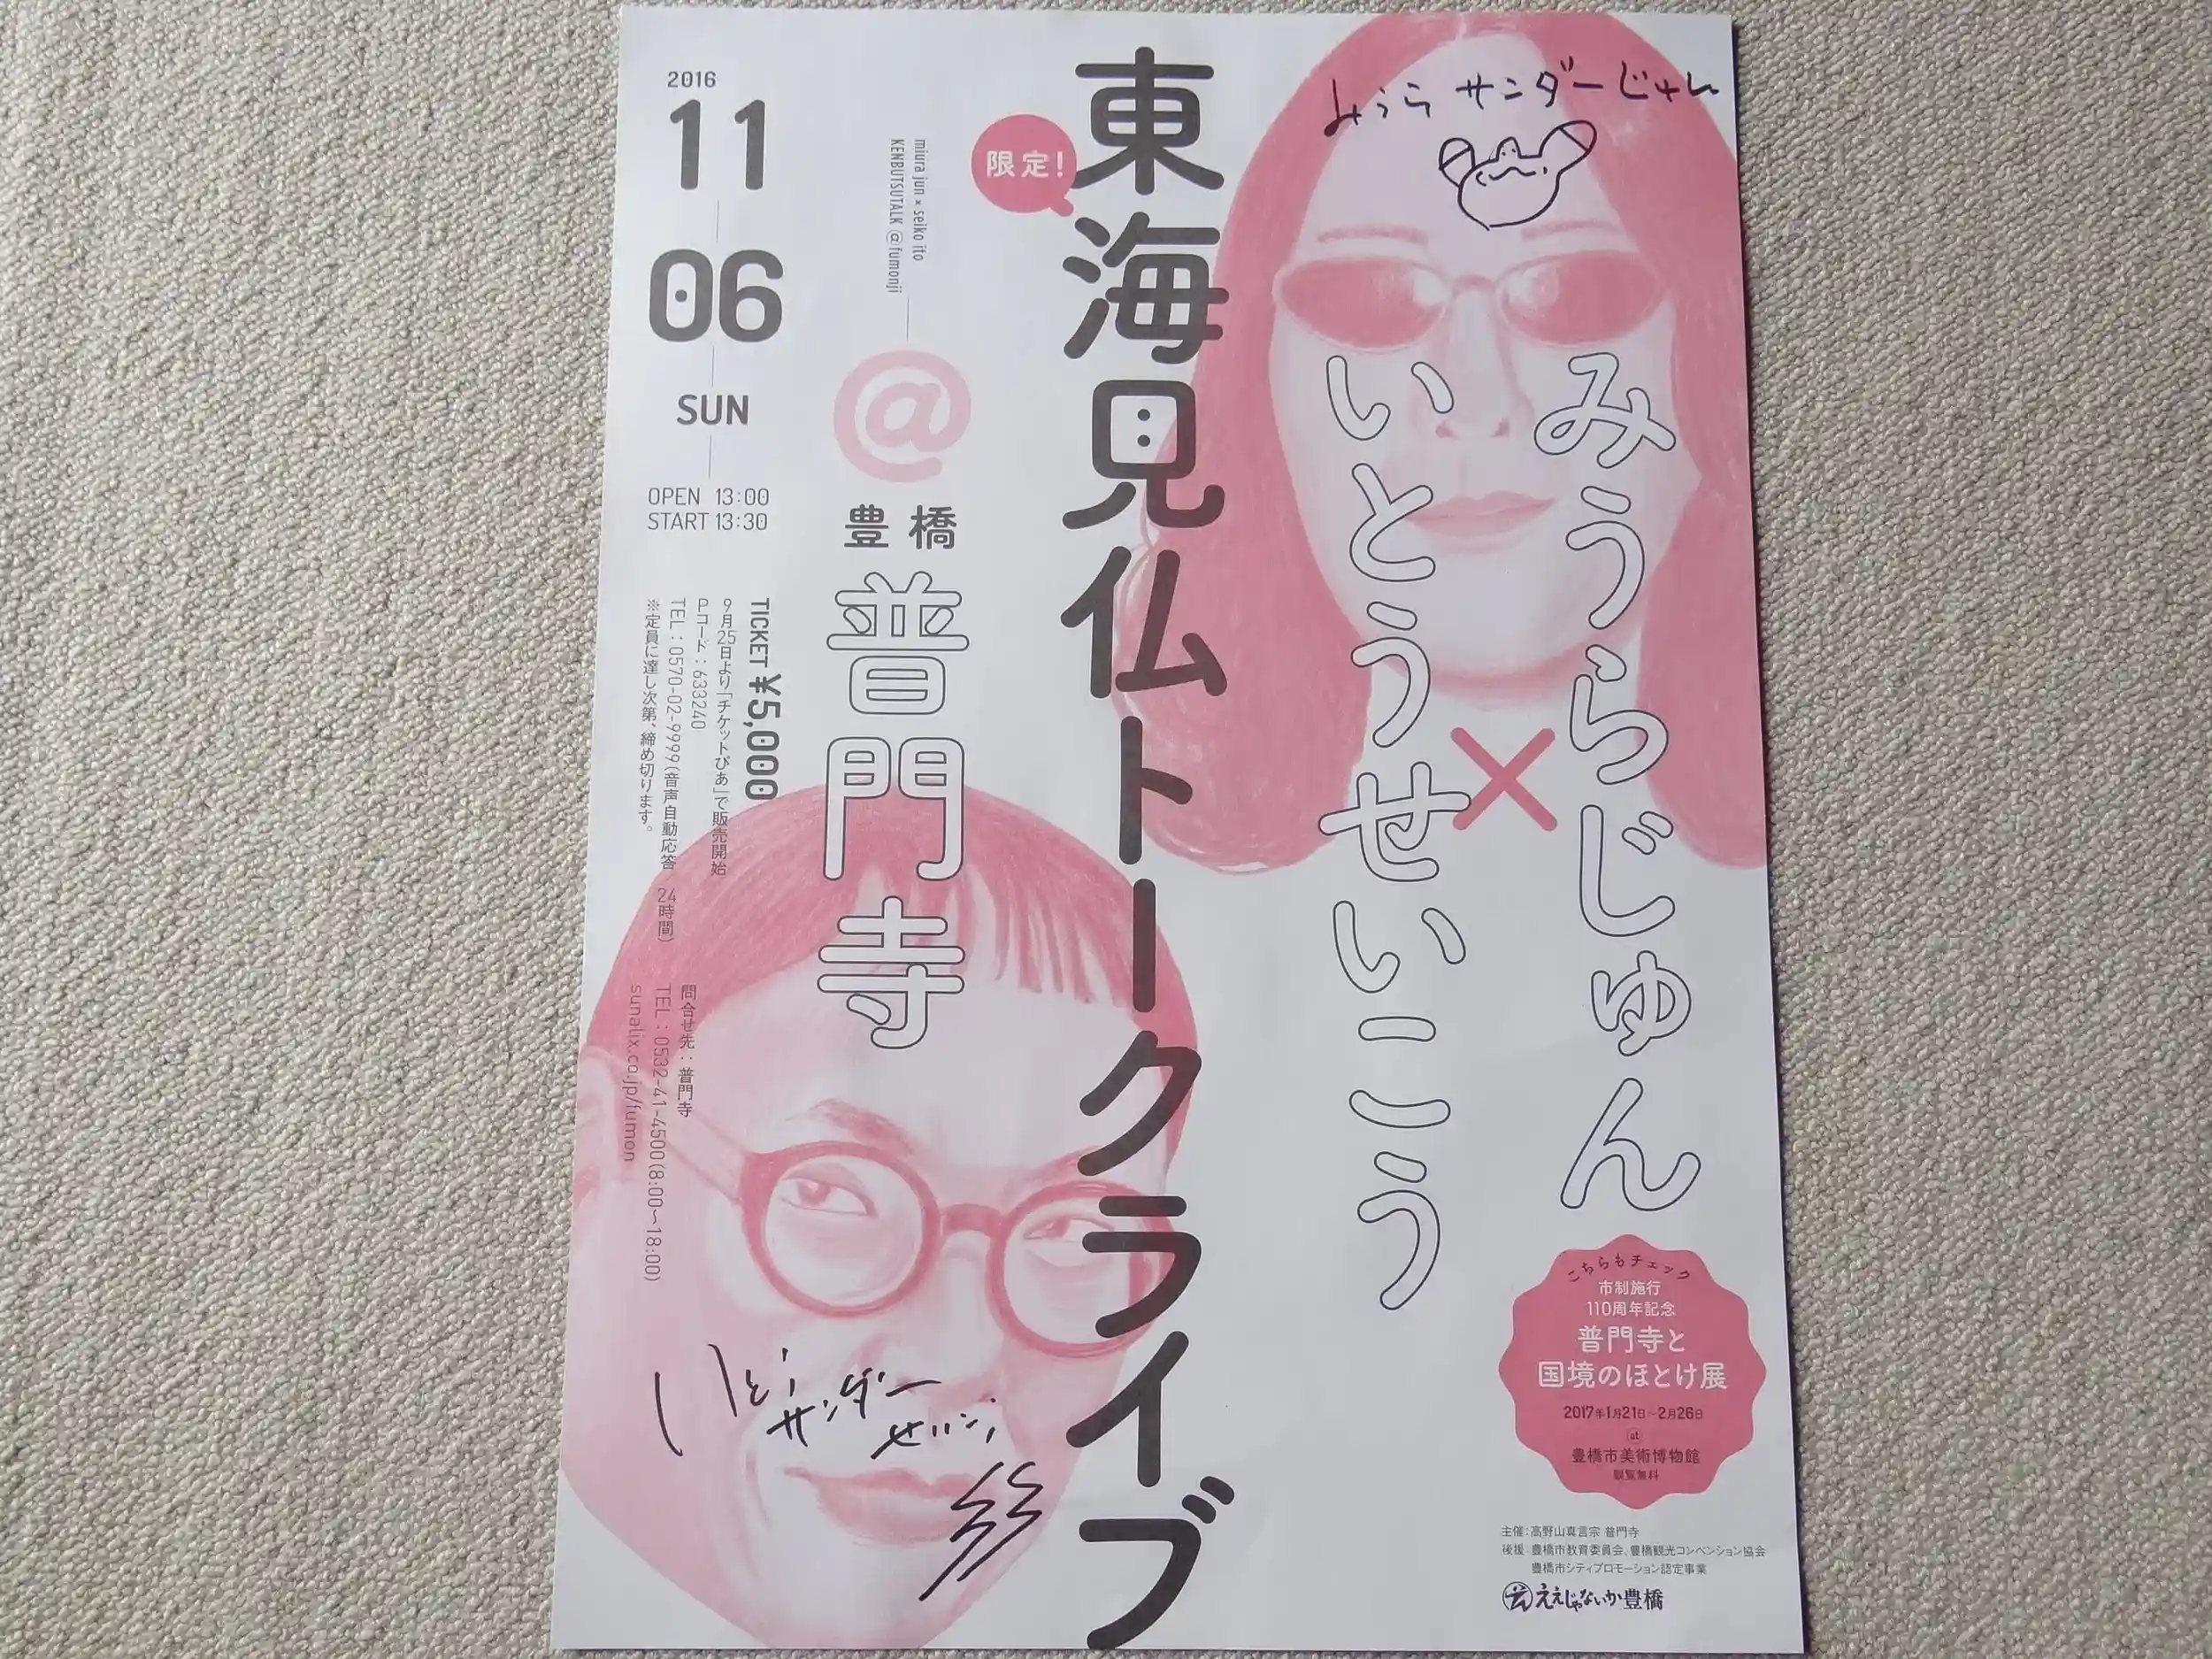 みうらサンダーじゅん
みうらじゅん
×
いとうせいこう
限定!
東海見仏トークライブ
miura jun × seiko ito
KENBUTSUTALK @fumonji
@
豊橋
普門寺
2016
11
06
SUN
OPEN 13:00
START 13:30
TICKET ¥5,000
9月25日より「チケットぴあ」で販売開始
Pコード:633240
TEL:0570-02-9999(音声自動応答 24時間)
※定員に達し次第、締め切ります。
問合せ先:普門寺
TEL:0532-41-4500(8:00~18:00)
sunalix.co.jp/fumon
いとう
サンダー
せいこう
こちらもチェック
市制施行
110周年記念
普門寺と
国境のほとけ展
2017年1月21日~2月26日
at
豊橋市美術博物館
観覧無料
主催:高野山真言宗 普門寺
後援:豊橋市教育委員会、豊橋観光コンベンション協会
豊橋市シティプロモーション認定事業
ええじゃないか豊橋